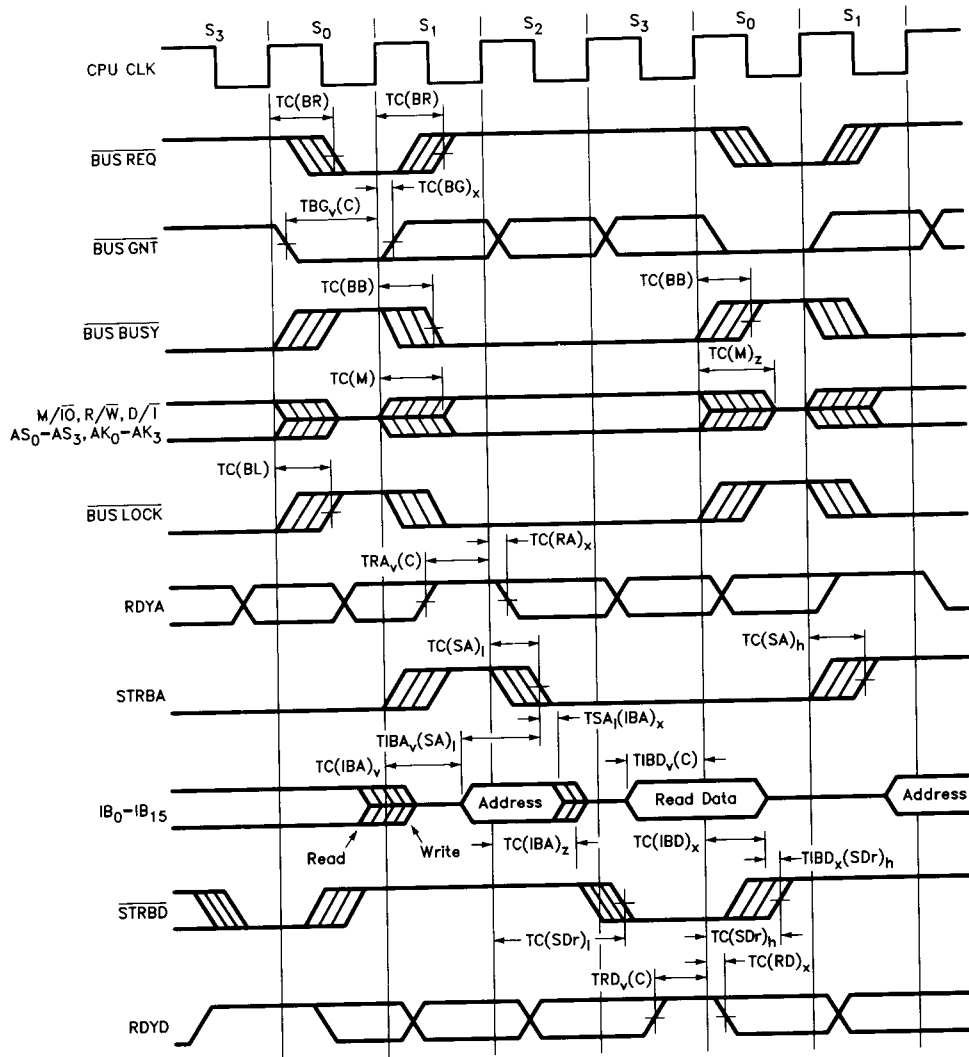 S3 S0 S1 S2 S3 S0 S1
CPU CLK
TC(BR) TC(BR)
BUS REQ
TC(BG)x
TBGv(C)
BUS GNT
TC(BB) TC(BB)
BUS BUSY
TC(M) TC(M)z
M/IO, R/W, D/I
AS0–AS3, AK0–AK3
TC(BL)
BUS LOCK
TC(RA)x
TRAv(C)
RDYA
TC(SA)l TC(SA)h
STRBA
TSAl(IBA)x
TIBAv(SA)l
TC(IBA)v TIBDv(C)
IB0–IB15 Address Read Data Address
Read Write TC(IBA)z TC(IBD)x
TIBDx(SDr)h
STRBD
TC(SDr)l TC(SDr)h
TRDv(C) TC(RD)x
RDYD